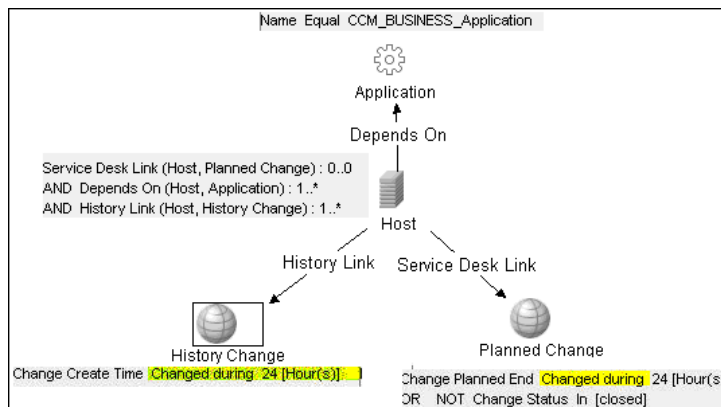 Name Equal CCM_BUSINESS_Application
Application
Depends On
Service Desk Link (Host, Planned Change) : 0..0
AND Depends On (Host, Application) : 1..*
AND History Link (Host, History Change) : 1..*
Host
History Link
Service Desk Link
History Change
Planned Change
Change Create Time Changed during 24 [Hour(s)]
Change Planned End Changed during 24 [Hour(s
OR NOT Change Status In [closed]